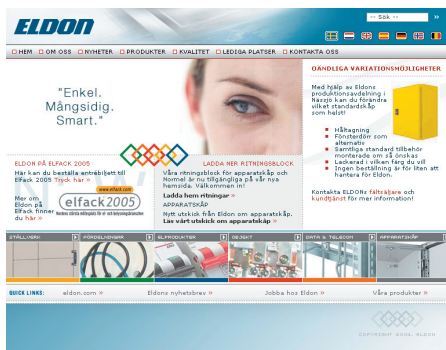 ELDON
-- Sök --
HEM
OM OSS
NYHETER
PRODUKTER
KVALITET
LEDIGA PLATSER
KONTAKTA OSS
"Enkel.
Mångsidig.
Smart."
OÄNDLIGA VARIATIONSMÖJLIGHETER
Med hjälp av Eldons
produktionsavdelning i
Nässjö kan du förändra
vilket standardskåp
som helst!
Håltagning
Fönsterdörr som
alternativ
Samtliga standard tillbehör
monterade om så önskas
Lackerad i vilken färg du vill
Ingen beställning är för liten att
hantera för Eldon.
Kontakta ELDONs fältsäljare och
kundtjänst för mer information!
ELDON PÅ ELFACK 2005
Här kan du beställa entrébiljett till
Elfack 2005 Tryck här »
Mer om
Eldon på
Elfack finner
du här »
www.elfack.com
elfack2005
LADDA NER RITNINGSBLOCK
Våra ritningsblock för apparatskåp och
Normel är nu tillgängliga på vår nya
hemsida. Välkommen in!
Ladda hem ritningar »
APPARATSKÅP
Nytt utskick från Eldon om apparatskåp.
Läs vårt utskick om apparatskåp »
STÄLLVERK
FÖRDELNINGAR
ELPRODUKTER
OBJEKT
DATA & TELECOM
APPARATSKÅP
QUICK LINKS:
eldon.com »
Eldons nyhetsbrev »
Jobba hos Eldon »
Våra produkter »